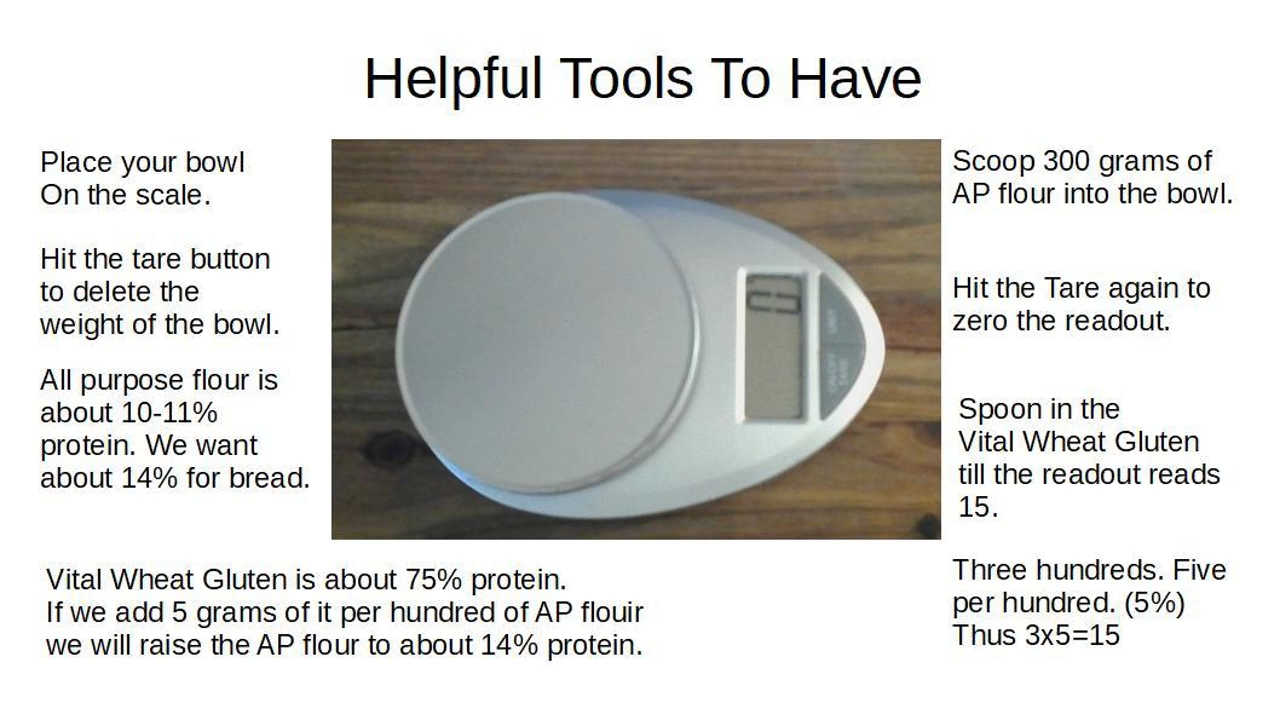 Helpful Tools To Have
Place your bowl
On the scale.
Hit the tare button
to delete the
weight of the bowl.
All purpose flour is
about 10-11%
protein. We want
about 14% for bread.
Vital Wheat Gluten is about 75% protein.
If we add 5 grams of it per hundred of AP flouir
we will raise the AP flour to about 14% protein.
0
UNIT
ON/OFF
TARE
Scoop 300 grams of
AP flour into the bowl.
Hit the Tare again to
zero the readout.
Spoon in the
Vital Wheat Gluten
till the readout reads
15.
Three hundreds. Five
per hundred. (5%)
Thus 3x5=15